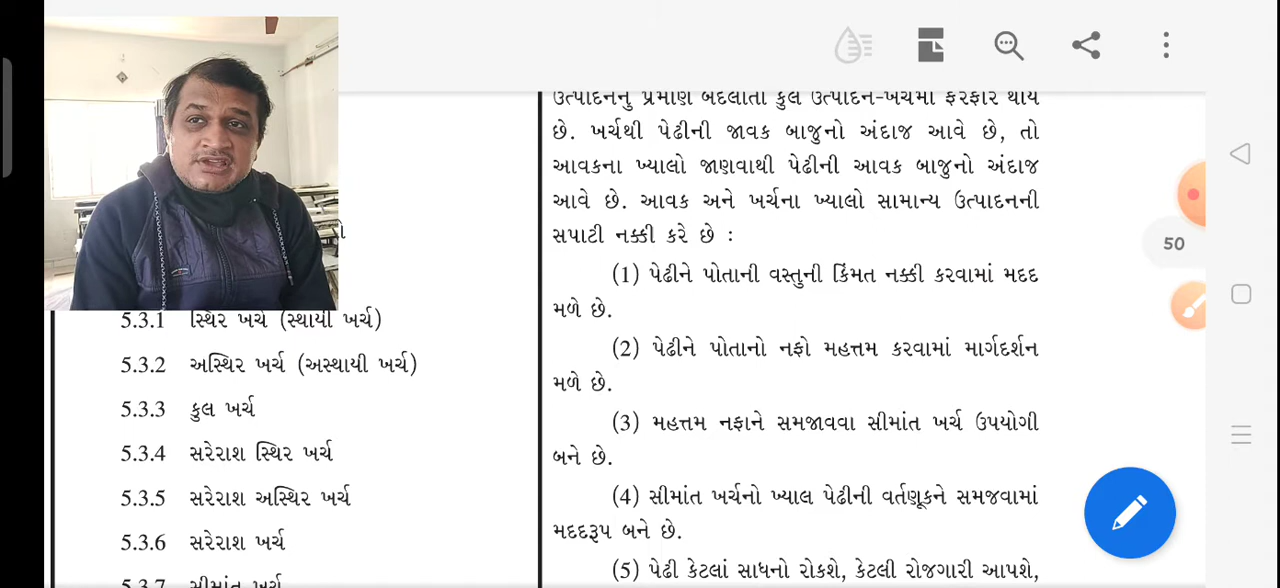 5.3.1 સ્થિર ખર્ચ (સ્થાયી ખર્ચ)
5.3.2 અસ્થિર ખર્ચ (અસ્થાયી ખર્ચ)
5.3.3 કુલ ખર્ચ
5.3.4 સરેરાશ સ્થિર ખર્ચ
5.3.5 સરેરાશ અસ્થિર ખર્ચ
5.3.6 સરેરાશ ખર્ચ
5.3.7 સીમાંત ખર્ચ
ઉત્પાદનનું પ્રમાણ બદલાતા કુલ ઉત્પાદન-ખર્ચમાં ફેરફાર થાય
છે. ખર્ચથી પેઢીની જાવક બાજુનો અંદાજ આવે છે, તો
આવકના ખ્યાલો જાણવાથી પેઢીની આવક બાજુનો અંદાજ
આવે છે. આવક અને ખર્ચના ખ્યાલો સામાન્ય ઉત્પાદનની
સપાટી નક્કી કરે છે :
(1) પેઢીને પોતાની વસ્તુની કિંમત નક્કી કરવામાં મદદ
મળે છે.
(2) પેઢીને પોતાનો નફો મહત્તમ કરવામાં માર્ગદર્શન
મળે છે.
(3) મહત્તમ નફાને સમજાવવા સીમાંત ખર્ચ ઉપયોગી
બને છે.
(4) સીમાંત ખર્ચનો ખ્યાલ પેઢીની વર્તણૂકને સમજવામાં
મદદરૂપ બને છે.
(5) પેઢી કેટલાં સાધનો રોકશે, કેટલી રોજગારી આપશે,
50